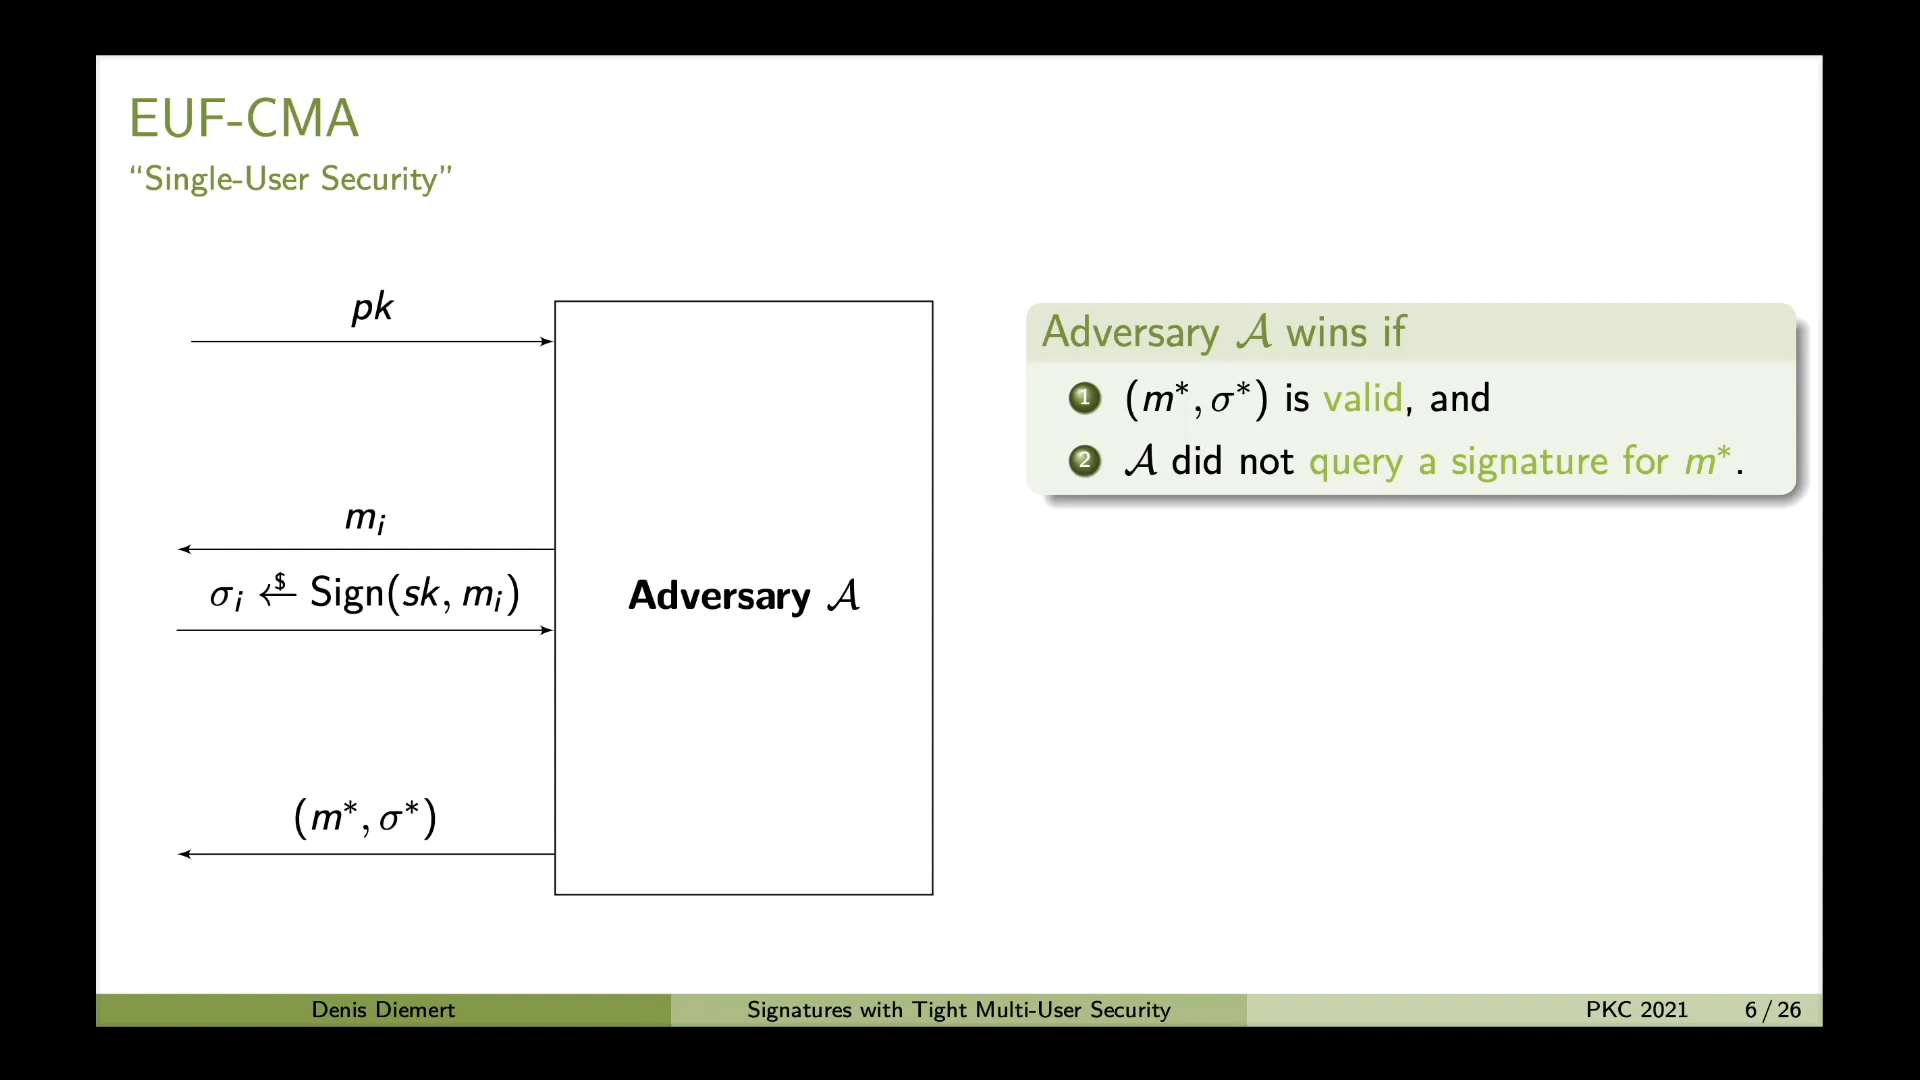 EUF-CMA
“Single-User Security”
pk
m_i
σ_i ←$ Sign(sk, m_i)
(m*, σ*)
Adversary 𝒜
Adversary 𝒜 wins if
1 (m*, σ*) is valid, and
2 𝒜 did not query a signature for m*.
Denis Diemert
Signatures with Tight Multi-User Security
PKC 2021
6 / 26